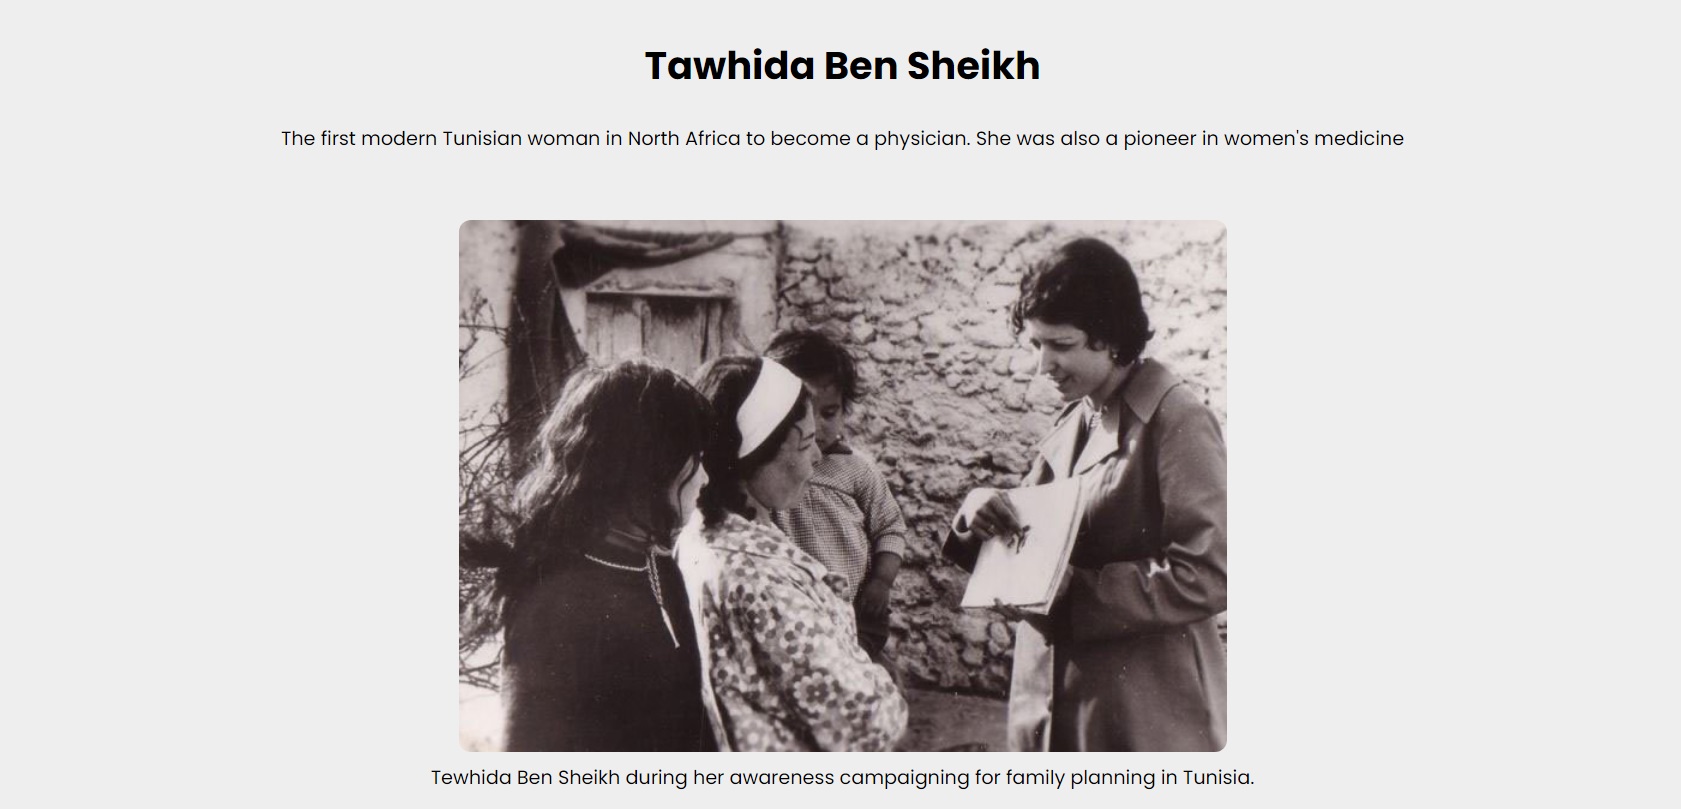 Tawhida Ben Sheikh
The first modern Tunisian woman in North Africa to become a physician. She was also a pioneer in women's medicine
Tewhida Ben Sheikh during her awareness campaigning for family planning in Tunisia.